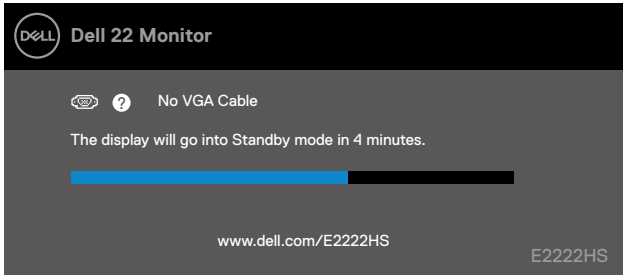 DELL Dell 22 Monitor
? No VGA Cable
The display will go into Standby mode in 4 minutes.
www.dell.com/E2222HS
E2222HS